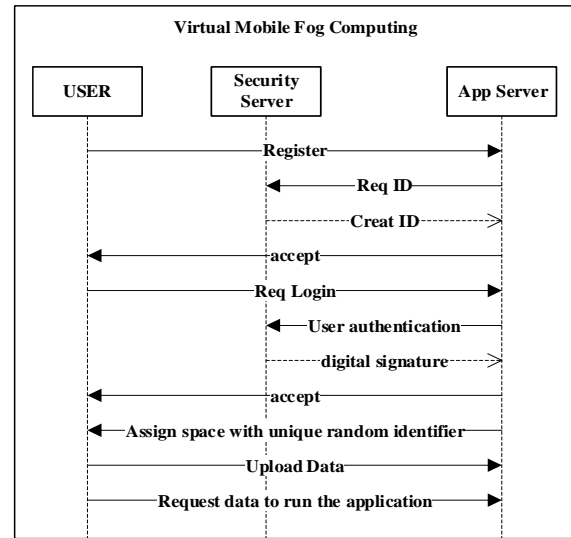 Virtual Mobile Fog Computing
USER
Security
Server
App Server
Register
Req ID
Creat ID
accept
Req Login
User authentication
digital signature
accept
Assign space with unique random identifier
Upload Data
Request data to run the application